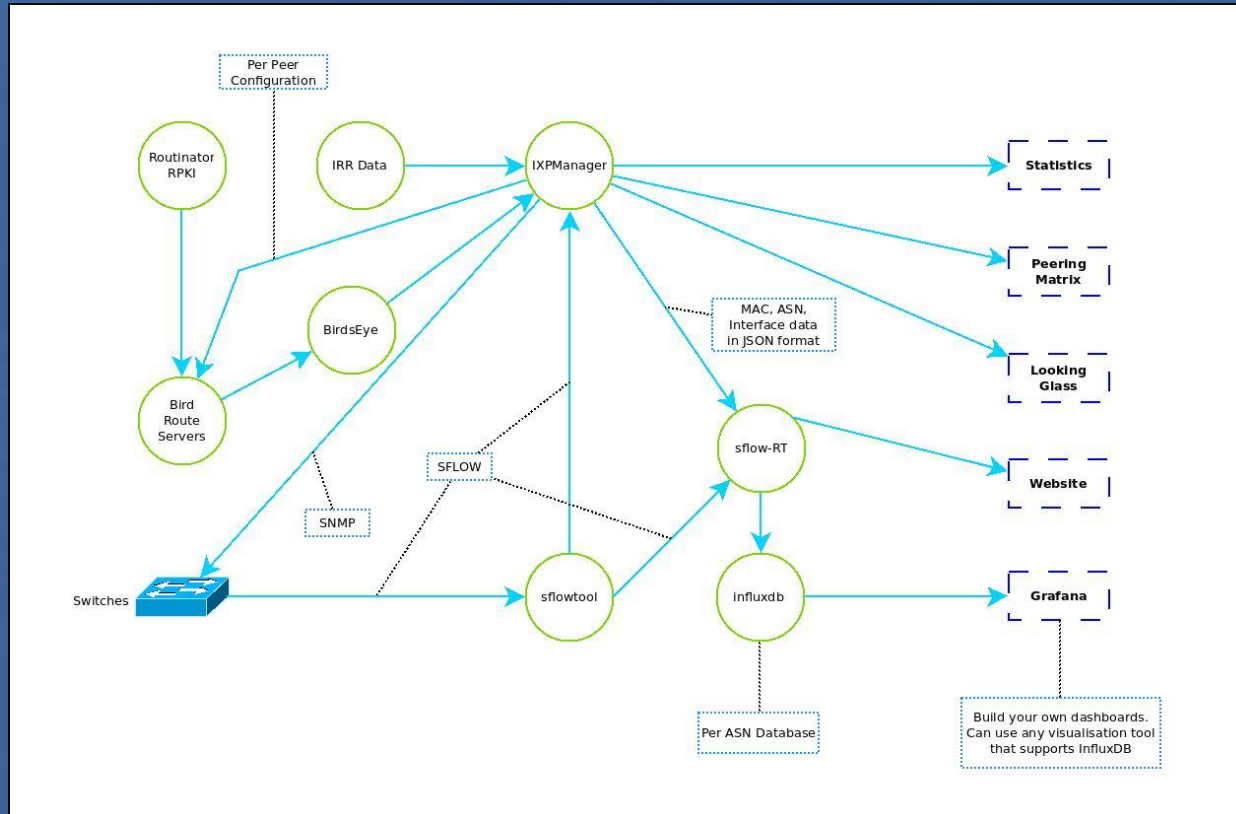 Per Peer
Configuration
Routinator
RPKI
IRR Data
IXPManager
Statistics
Peering
Matrix
BirdsEye
MAC, ASN,
Interface data
in JSON format
Looking
Glass
Bird
Route
Servers
sflow-RT
SFLOW
Website
SNMP
Switches
sflowtool
influxdb
Grafana
Per ASN Database
Build your own dashboards.
Can use any visualisation tool
that supports InfluxDB